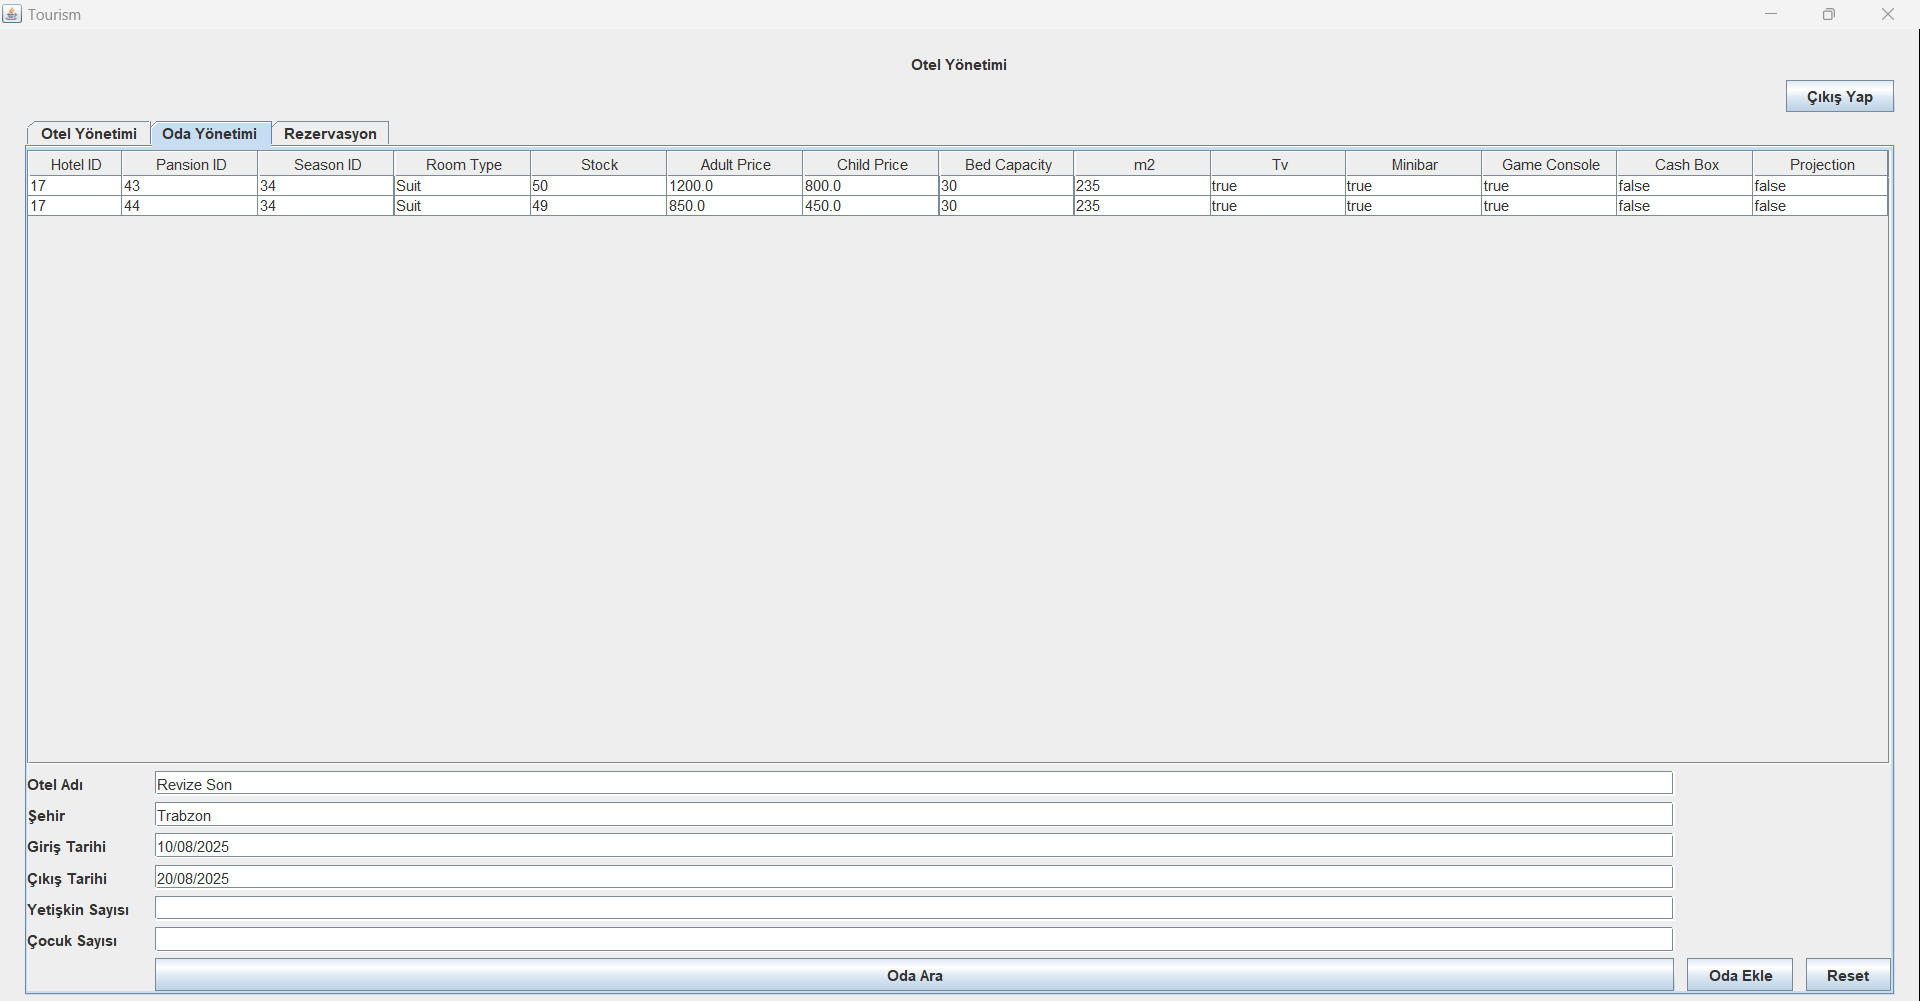 Tourism
Otel Yönetimi
Çıkış Yap
Otel Yönetimi Oda Yönetimi Rezervasyon
Hotel ID Pansion ID Season ID Room Type Stock Adult Price Child Price Bed Capacity m2 Tv Minibar Game Console Cash Box Projection
17 43 34 Suit 50 1200.0 800.0 30 235 true true true false false
17 44 34 Suit 49 850.0 450.0 30 235 true true true false false
Otel Adı Revize Son
Şehir Trabzon
Giriş Tarihi 10/08/2025
Çıkış Tarihi 20/08/2025
Yetişkin Sayısı
Çocuk Sayısı
Oda Ara Oda Ekle Reset